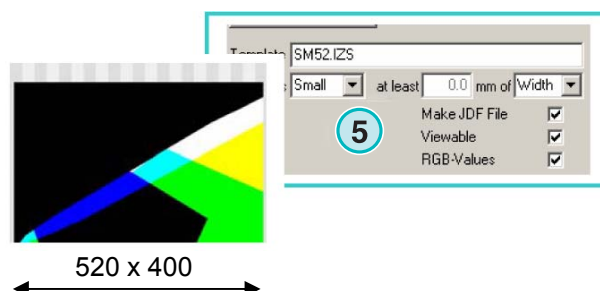 Template SM52.IZS
Small at least 0.0 mm of Width
5
Make JDF File
Viewable
RGB-Values
520 x 400